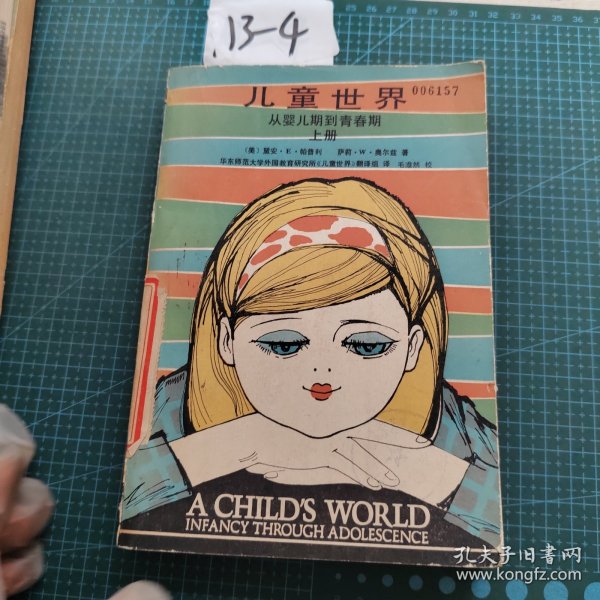 13-4
儿童世界
006157
从婴儿期到青春期
上册
(美) 黛安·E·帕普利 萨莉·W·奥尔兹 著
华东师范大学外国教育研究所《儿童世界》翻译组 译 毛澹然 校
A CHILD'S WORLD
INFANCY THROUGH ADOLESCENCE
孔夫子旧书网
www.kongfz.com